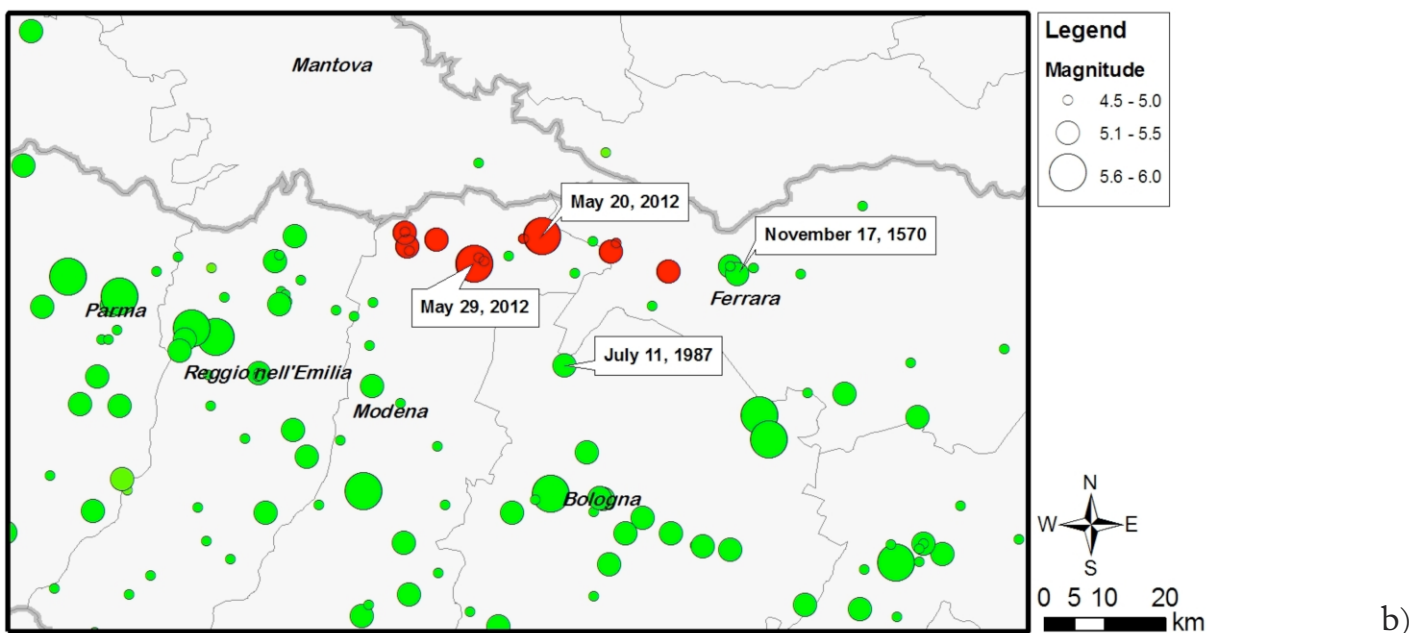 Mantova
May 20, 2012
November 17, 1570
Ferrara
May 29, 2012
Parma
July 11, 1987
Reggio nell'Emilia
Modena
Bologna
Legend
Magnitude
4.5 - 5.0
5.1 - 5.5
5.6 - 6.0
N
W E
S
0 5 10 20
km
b)